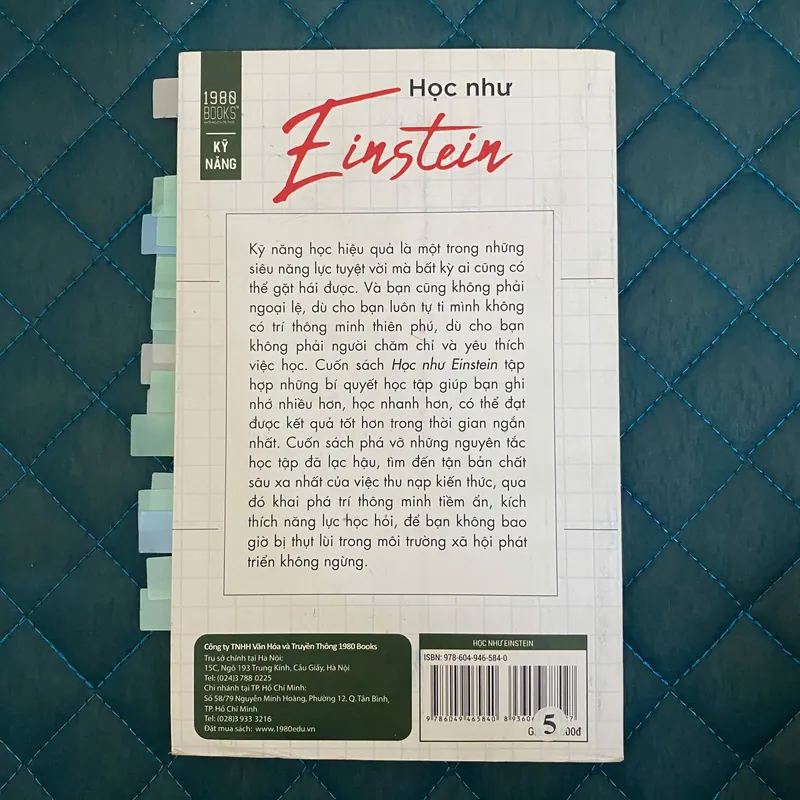 1980
BOOKS
KỸ
NĂNG
Học như
Einstein
Kỹ năng học hiệu quả là một trong những
siêu năng lực tuyệt vời mà bất kỳ ai cũng có
thể gặt hái được. Và bạn cũng không phải
ngoại lệ, dù cho bạn luôn tự ti mình không
có trí thông minh thiên phú, dù cho bạn
không phải người chăm chỉ và yêu thích
việc học. Cuốn sách Học như Einstein tập
hợp những bí quyết học tập giúp bạn ghi
nhớ nhiều hơn, học nhanh hơn, có thể đạt
được kết quả tốt hơn trong thời gian ngắn
nhất. Cuốn sách phá vỡ những nguyên tắc
học tập đã lạc hậu, tìm đến tận bản chất
sâu xa nhất của việc thu nạp kiến thức, qua
đó khai phá trí thông minh tiềm ẩn, kích
thích năng lực học hỏi, để bạn không bao
giờ bị thụt lùi trong môi trường xã hội phát
triển không ngừng.
Công ty TNHH Văn Hóa và Truyền Thông 1980 Books
Trụ sở chính tại Hà Nội:
15C, Ngõ 193 Trung Kính, Cầu Giấy, Hà Nội
Tel: (024)3 788 0225
Chi nhánh tại TP. Hồ Chí Minh:
Số 58/79 Nguyễn Minh Hoàng, Phường 12, Q.Tân Bình,
TP. Hồ Chí Minh
Tel: (028)3 933 3216
Đặt mua sách: www.1980edu.vn
HỌC NHƯ EINSTEIN
ISBN: 978-604-946-584-0
9 786049 465840
5